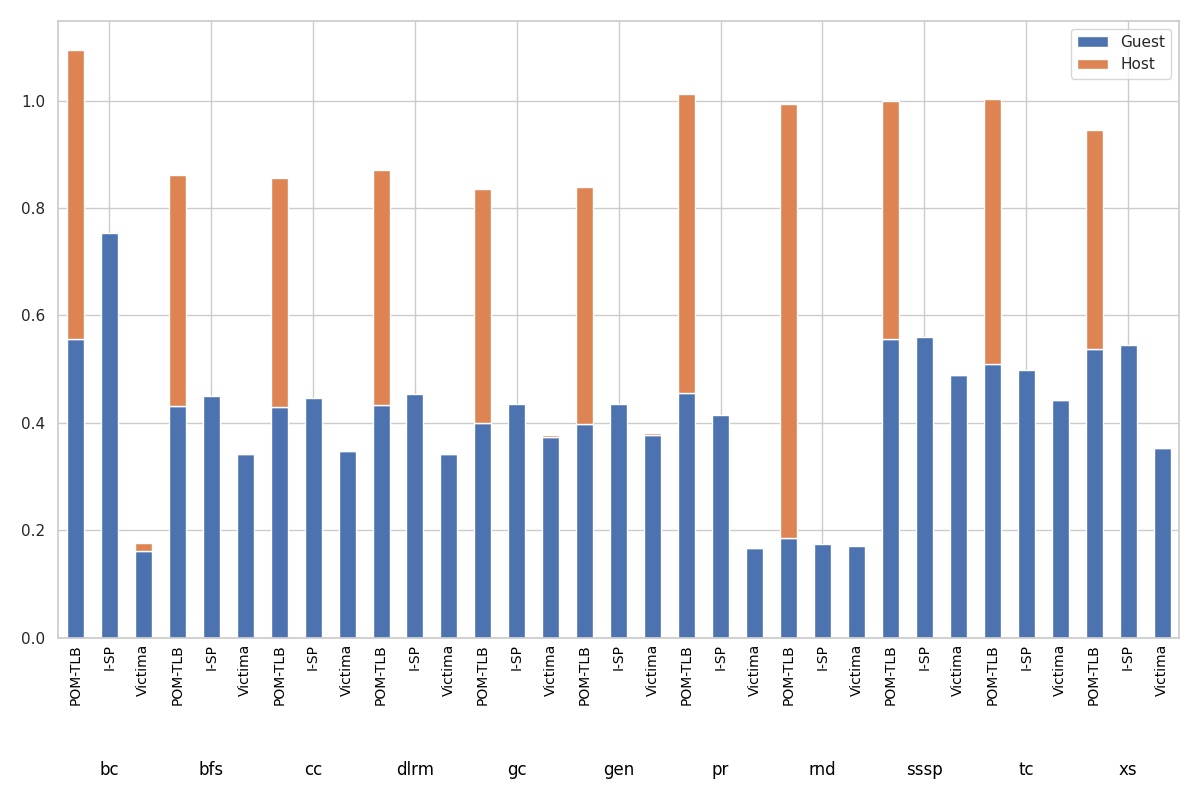 Guest
Host
1.0
0.8
0.6
0.4
0.2
0.0
POM-TLB
I-SP
Victima
POM-TLB
I-SP
Victima
POM-TLB
I-SP
Victima
POM-TLB
I-SP
Victima
POM-TLB
I-SP
Victima
POM-TLB
I-SP
Victima
POM-TLB
I-SP
Victima
POM-TLB
I-SP
Victima
POM-TLB
I-SP
Victima
POM-TLB
I-SP
Victima
POM-TLB
I-SP
Victima
bc bfs cc dlrm gc gen pr rnd sssp tc xs